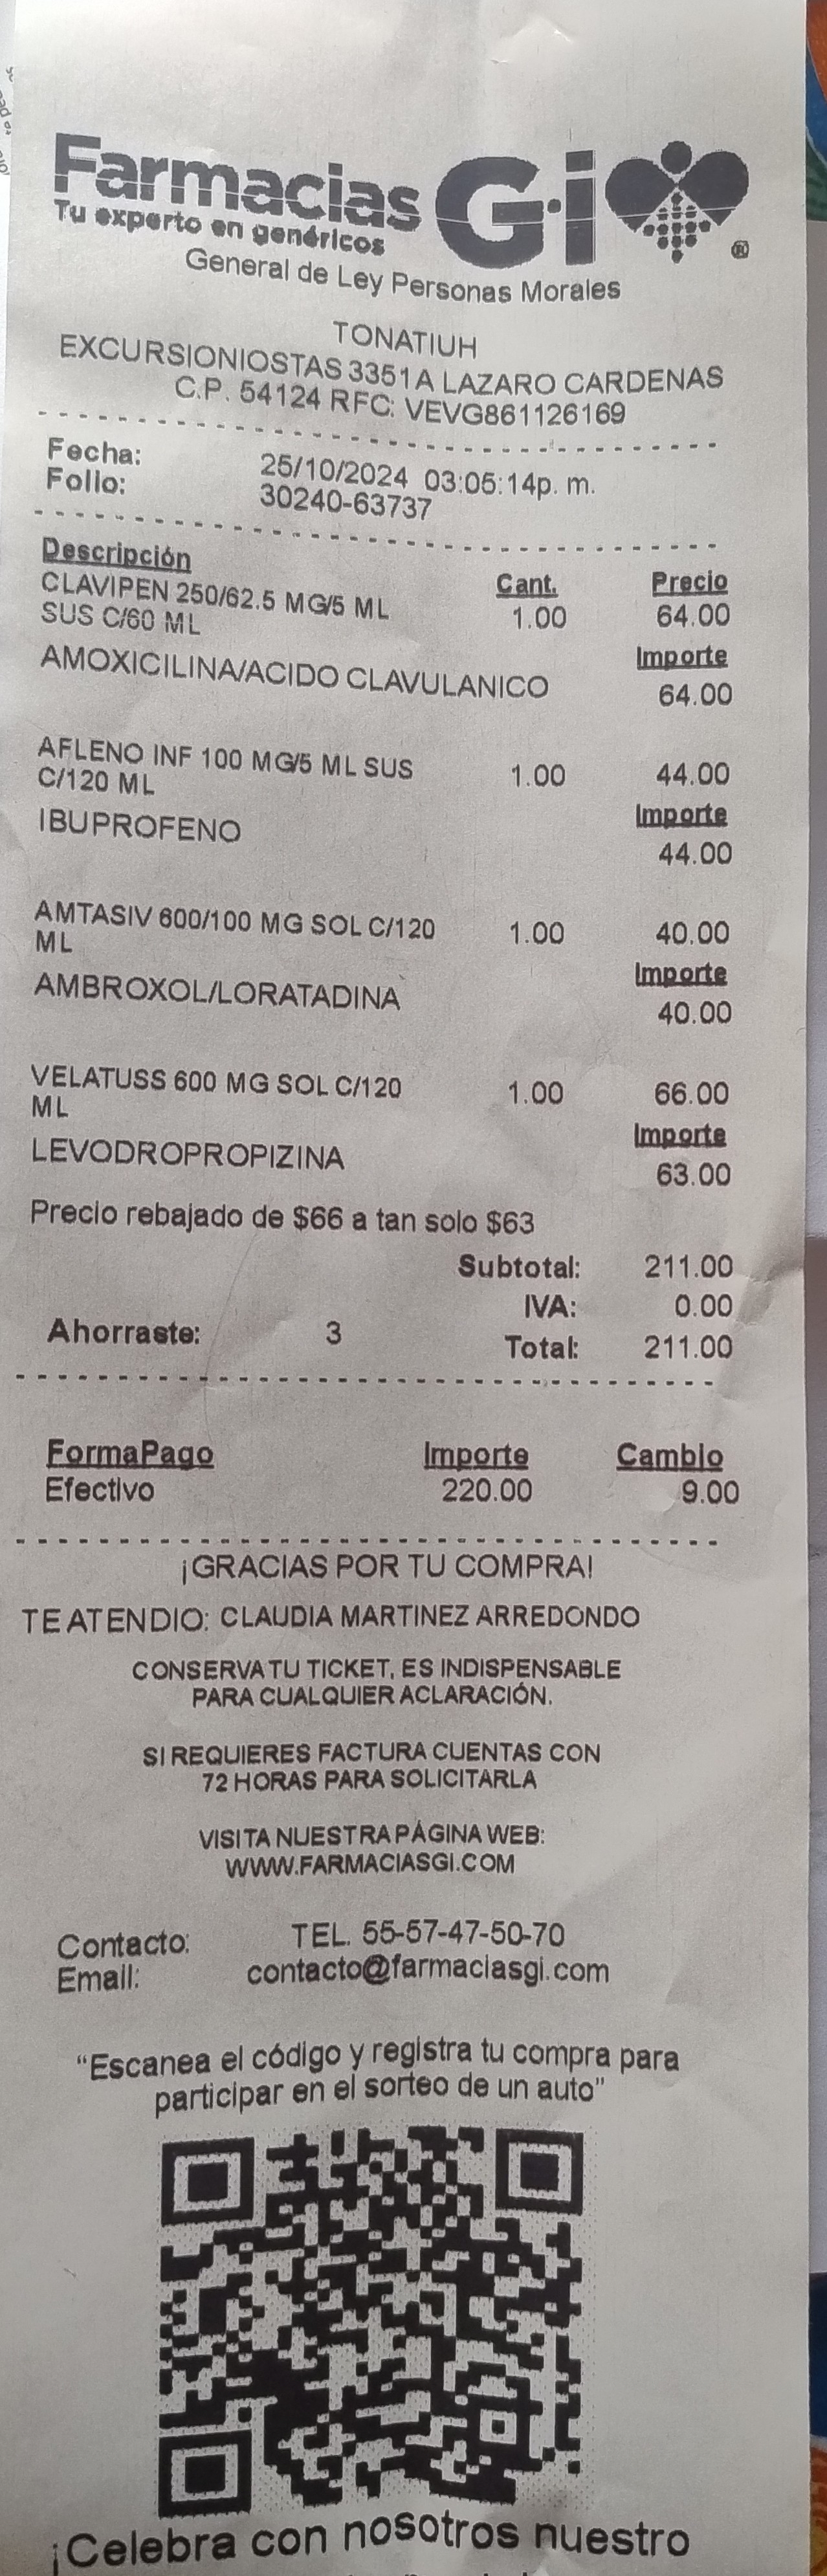 Farmacias G·i
Tu experto en genéricos
®
General de Ley Personas Morales
TONATIUH
EXCURSIONIOSTAS 3351A LAZARO CARDENAS
C.P. 54124 RFC: VEVG861126169
Fecha: 25/10/2024 03:05:14p. m.
Folio: 30240-63737
Descripción Cant. Precio
CLAVIPEN 250/62.5 MG/5 ML 1.00 64.00
SUS C/60 ML
Importe
AMOXICILINA/ACIDO CLAVULANICO 64.00
AFLENO INF 100 MG/5 ML SUS 1.00 44.00
C/120 ML
Importe
IBUPROFENO 44.00
AMTASIV 600/100 MG SOL C/120 1.00 40.00
ML
Importe
AMBROXOL/LORATADINA 40.00
VELATUSS 600 MG SOL C/120 1.00 66.00
ML
Importe
LEVODROPROPIZINA 63.00
Precio rebajado de $66 a tan solo $63
Subtotal: 211.00
IVA: 0.00
Ahorraste: 3 Total: 211.00
FormaPago Importe Cambio
Efectivo 220.00 9.00
¡GRACIAS POR TU COMPRA!
TE ATENDIO: CLAUDIA MARTINEZ ARREDONDO
CONSERVA TU TICKET, ES INDISPENSABLE
PARA CUALQUIER ACLARACIÓN.
SI REQUIERES FACTURA CUENTAS CON
72 HORAS PARA SOLICITARLA
VISITA NUESTRA PÁGINA WEB:
WWW.FARMACIASGI.COM
Contacto: TEL. 55-57-47-50-70
Email: contacto@farmaciasgi.com
“Escanea el código y registra tu compra para
participar en el sorteo de un auto”
¡Celebra con nosotros nuestro